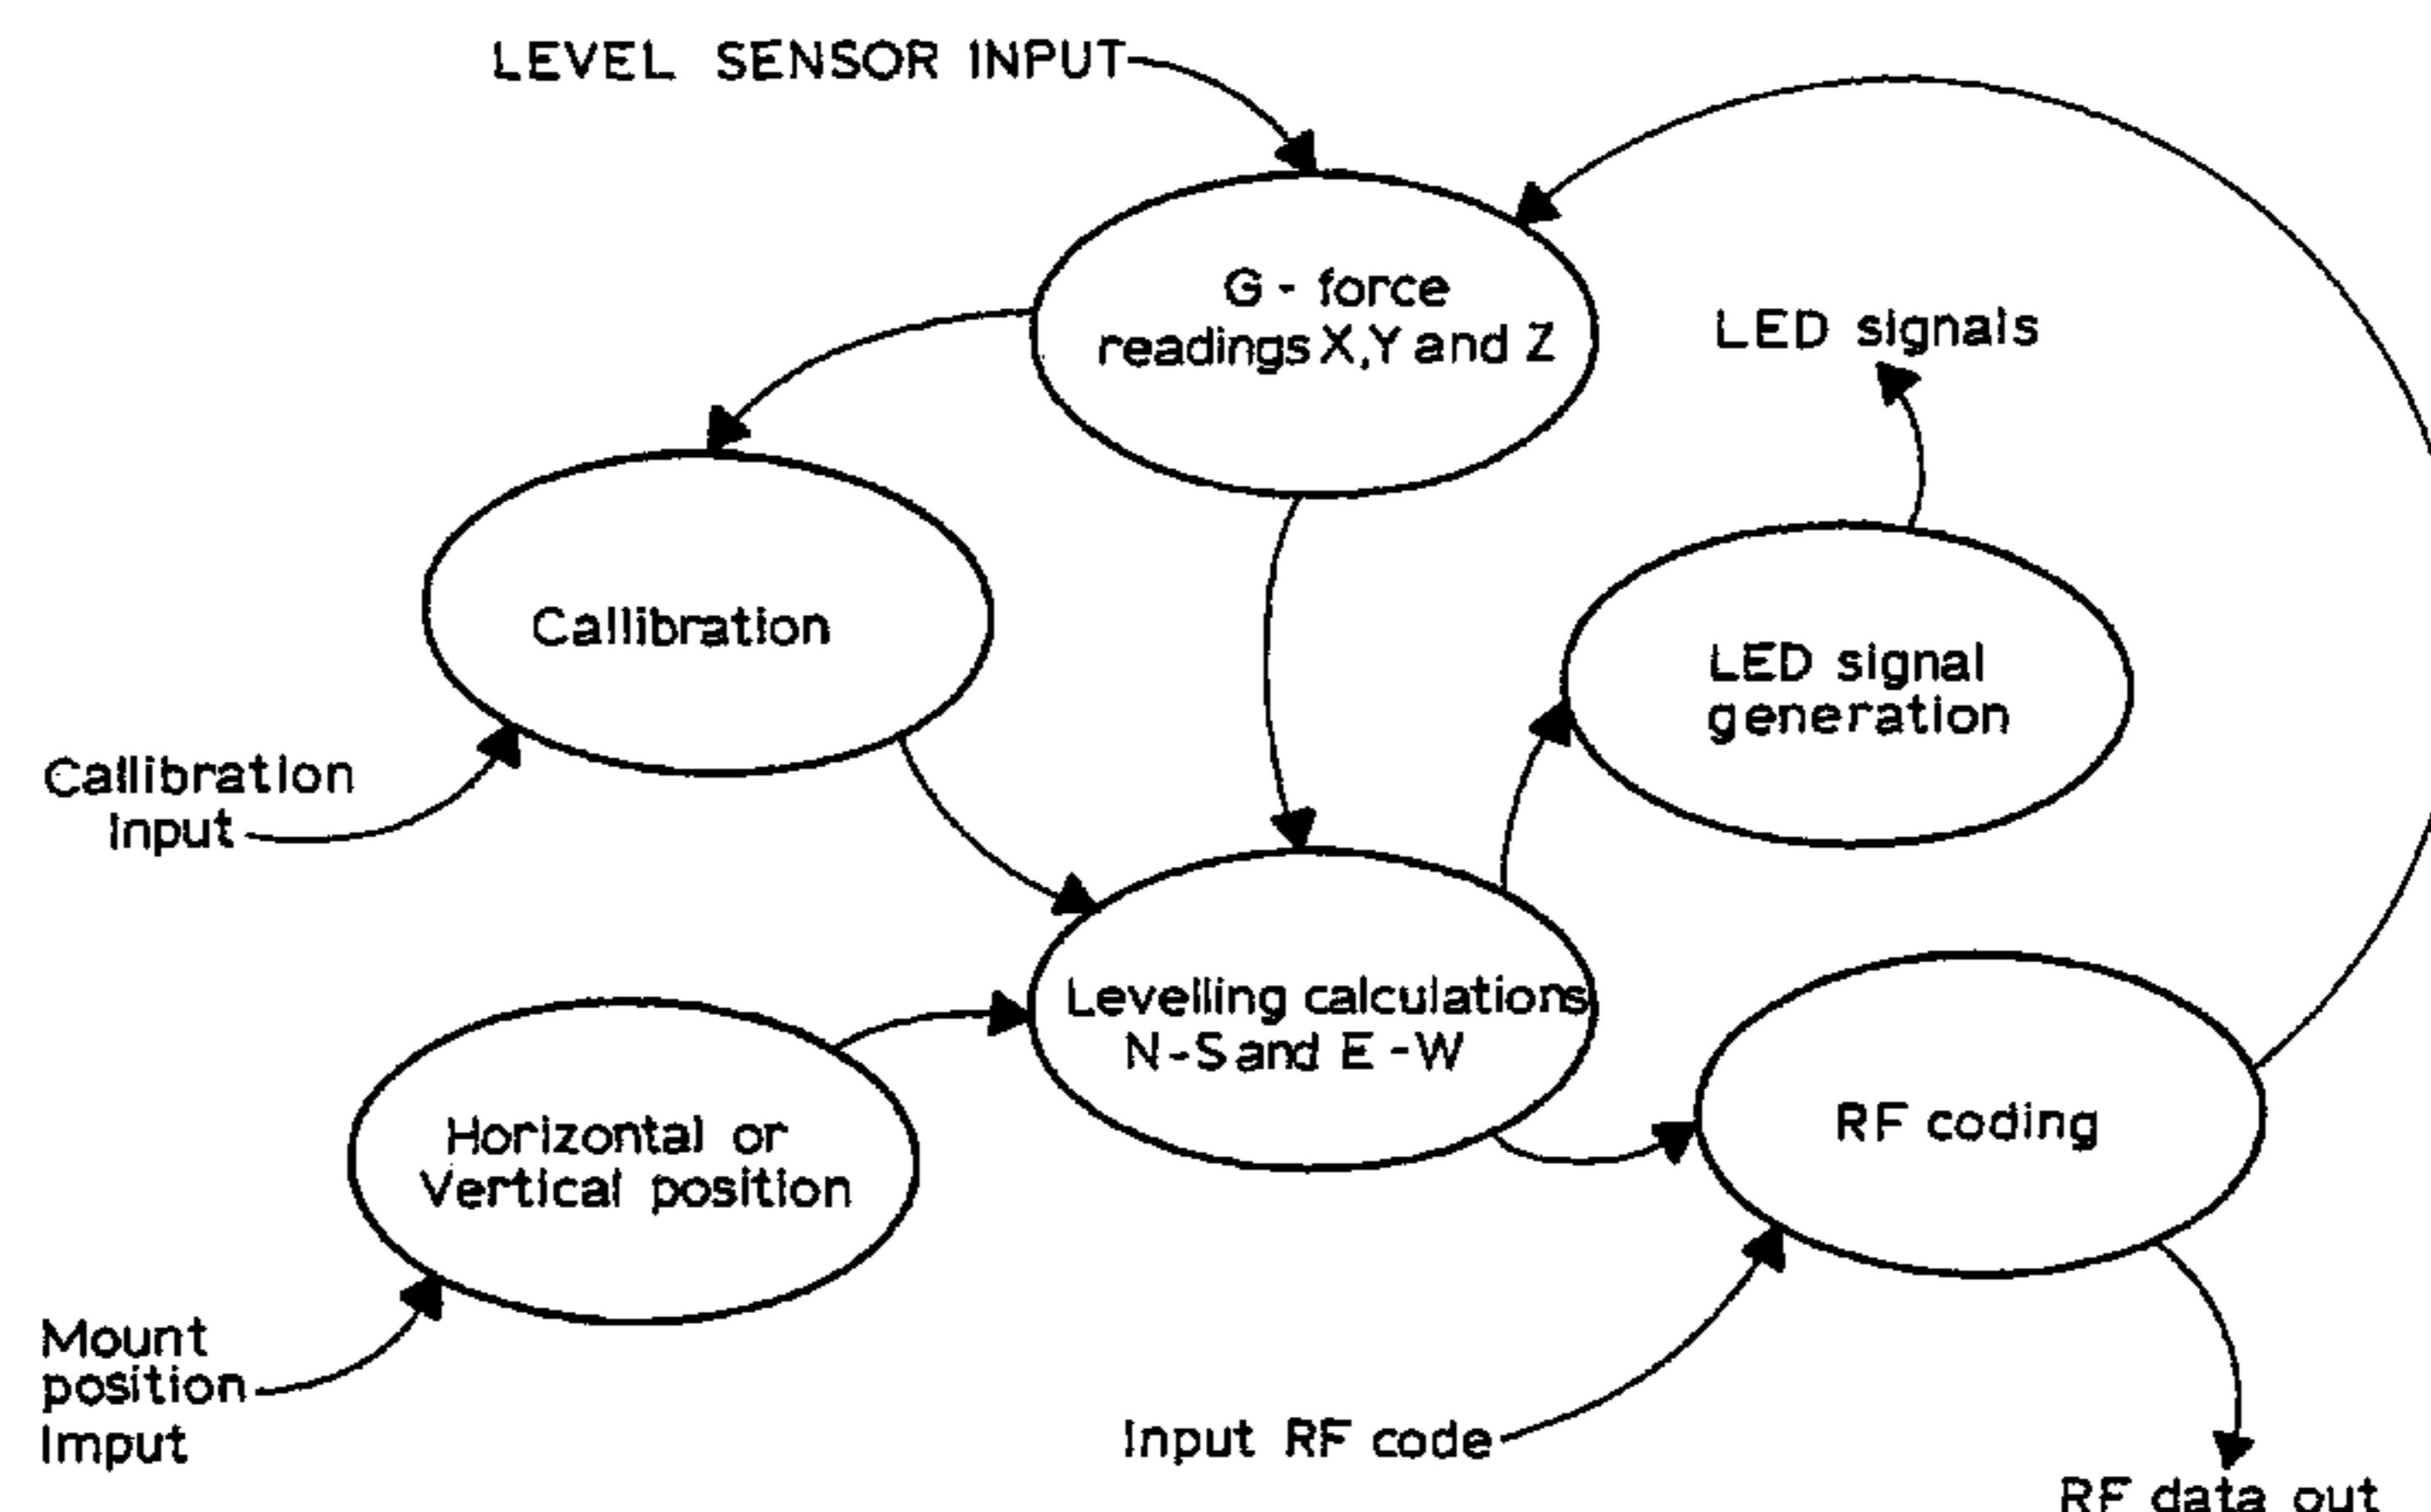 LEVEL SENSOR INPUT
G - force
readings X,Y and Z
LED signals
Callibration
LED signal
generation
Callibration
Input
Levelling calculations
N-S and E-W
Horizontal or
Vertical position
RF coding
Mount
position
Imput
Input RF code
RF data out